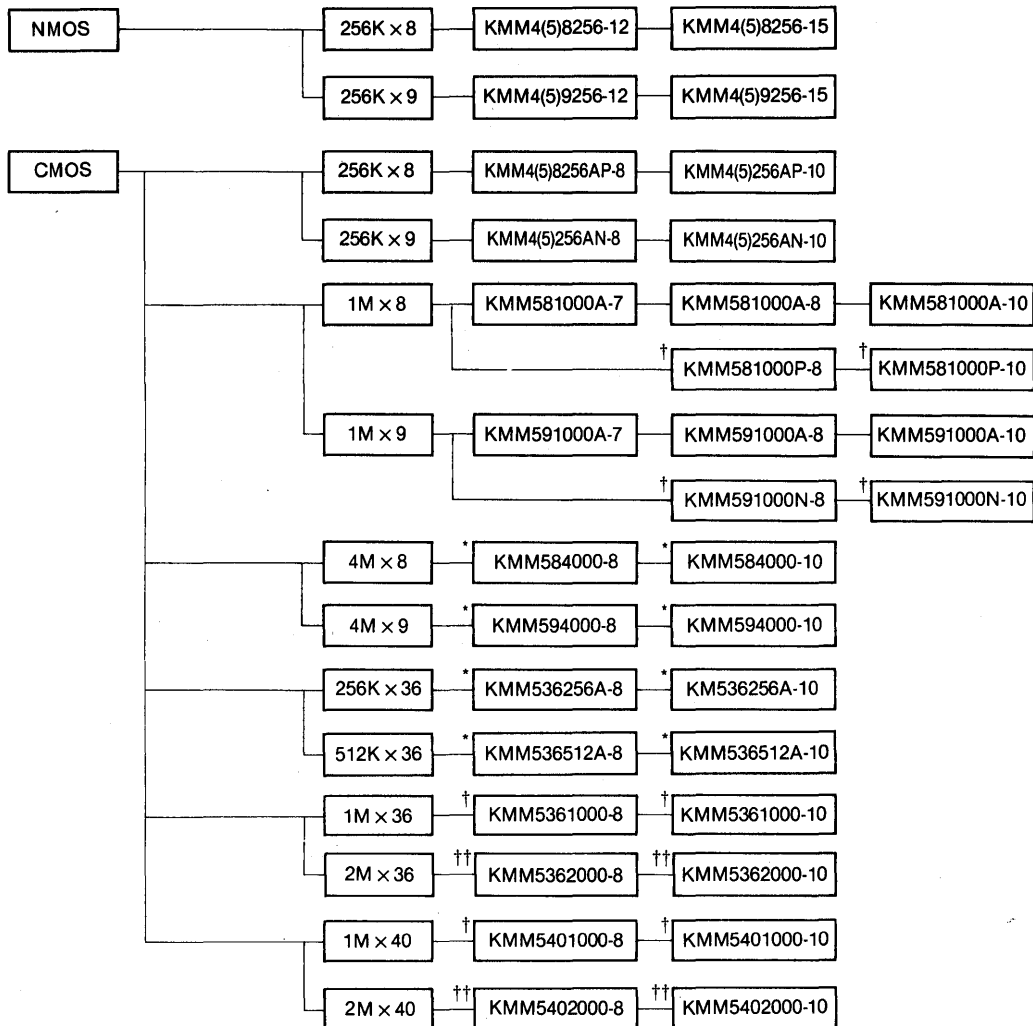 NMOS 256K × 8 KMM4(5)8256-12 KMM4(5)8256-15
256K × 9 KMM4(5)9256-12 KMM4(5)9256-15
CMOS 256K × 8 KMM4(5)8256AP-8 KMM4(5)256AP-10
256K × 9 KMM4(5)256AN-8 KMM4(5)256AN-10
1M × 8 KMM581000A-7 KMM581000A-8 KMM581000A-10
† KMM581000P-8 † KMM581000P-10
1M × 9 KMM591000A-7 KMM591000A-8 KMM591000A-10
† KMM591000N-8 † KMM591000N-10
4M × 8 * KMM584000-8 * KMM584000-10
4M × 9 * KMM594000-8 * KMM594000-10
256K × 36 * KMM536256A-8 * KM536256A-10
512K × 36 * KMM536512A-8 * KMM536512A-10
1M × 36 † KMM5361000-8 † KMM5361000-10
2M × 36 †† KMM5362000-8 †† KMM5362000-10
1M × 40 † KMM5401000-8 † KMM5401000-10
2M × 40 †† KMM5402000-8 †† KMM5402000-10